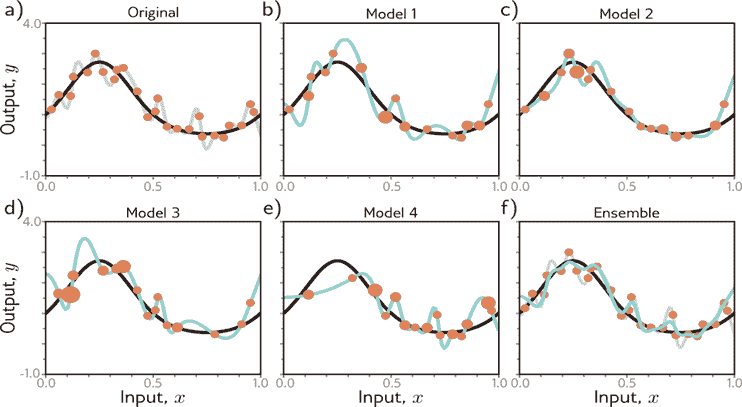 a) Original
b) Model 1
c) Model 2
4.0
Output, y
-1.0
0.0 0.5 1.0
0.0 0.5 1.0
0.0 0.5 1.0
d) Model 3
e) Model 4
f) Ensemble
4.0
Output, y
-1.0
0.0 0.5 1.0
0.0 0.5 1.0
0.0 0.5 1.0
Input, x
Input, x
Input, x